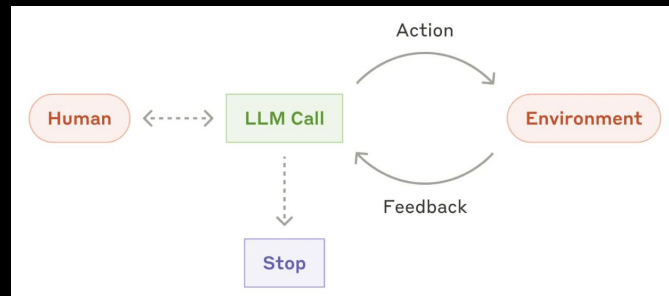 Action
Human
LLM Call
Environment
Feedback
Stop